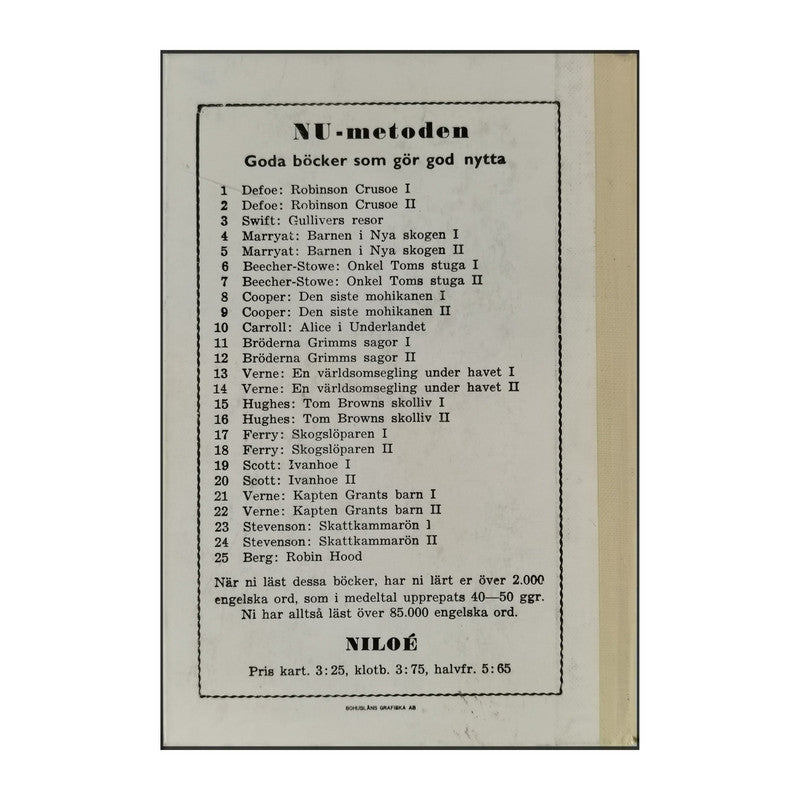 NU-metoden
Goda böcker som gör god nytta
1 Defoe: Robinson Crusoe I
2 Defoe: Robinson Crusoe II
3 Swift: Gullivers resor
4 Marryat: Barnen i Nya skogen I
5 Marryat: Barnen i Nya skogen II
6 Beecher-Stowe: Onkel Toms stuga I
7 Beecher-Stowe: Onkel Toms stuga II
8 Cooper: Den siste mohikanen I
9 Cooper: Den siste mohikanen II
10 Carroll: Alice i Underlandet
11 Bröderna Grimms sagor I
12 Bröderna Grimms sagor II
13 Verne: En världsomsegling under havet I
14 Verne: En världsomsegling under havet II
15 Hughes: Tom Browns skolliv I
16 Hughes: Tom Browns skolliv II
17 Ferry: Skogslöparen I
18 Ferry: Skogslöparen II
19 Scott: Ivanhoe I
20 Scott: Ivanhoe II
21 Verne: Kapten Grants barn I
22 Verne: Kapten Grants barn II
23 Stevenson: Skattkammarön I
24 Stevenson: Skattkammarön II
25 Berg: Robin Hood
När ni läst dessa böcker, har ni lärt er över 2.000
engelska ord, som i medeltal upprepats 40—50 ggr.
Ni har alltså läst över 85.000 engelska ord.
NILOÉ
Pris kart. 3:25, klotb. 3:75, halvfr. 5:65
BOHUSLÄNS GRAFISKA AB